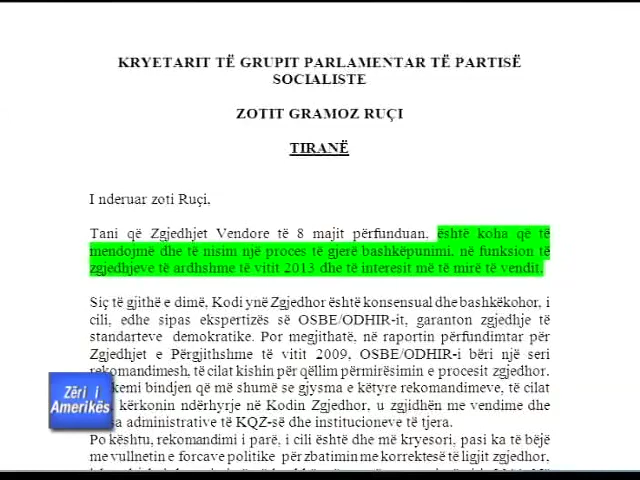 KRYETARIT TË GRUPIT PARLAMENTAR TË PARTISË
SOCIALISTE
ZOTIT GRAMOZ RUÇI
TIRANË
I nderuar zoti Ruçi,
Tani që Zgjedhjet Vendore të 8 majit përfunduan, është koha që të
mendojmë dhe të nisim një proces të gjerë bashkëpunimi, në funksion të
zgjedhjeve të ardhshme të vitit 2013 dhe të interesit më të mirë të vendit.
Siç të gjithë e dimë, Kodi ynë Zgjedhor është konsensual dhe bashkëkohor, i
cili, edhe sipas ekspertizës së OSBE/ODHIR-it, garanton zgjedhje të
standarteve demokratike. Por megjithatë, në raportin përfundimtar për
Zgjedhjet e Përgjithshme të vitit 2009, OSBE/ODHIR-i bëri një seri
rekomandimesh, të cilat kishin për qëllim përmirësimin e procesit zgjedhor.
kemi bindjen që më shumë se gjysma e këtyre rekomandimeve, të cilat
kërkonin ndërhyrje në Kodin Zgjedhor, u zgjidhën me vendime dhe
sa administrative të KQZ-së dhe institucioneve të tjera.
Po kështu, rekomandimi i parë, i cili është dhe më kryesori, pasi ka të bëjë
me vullnetin e forcave politike për zbatimin me korrektesë të ligjit zgjedhor,
Zëri i
Amerikës